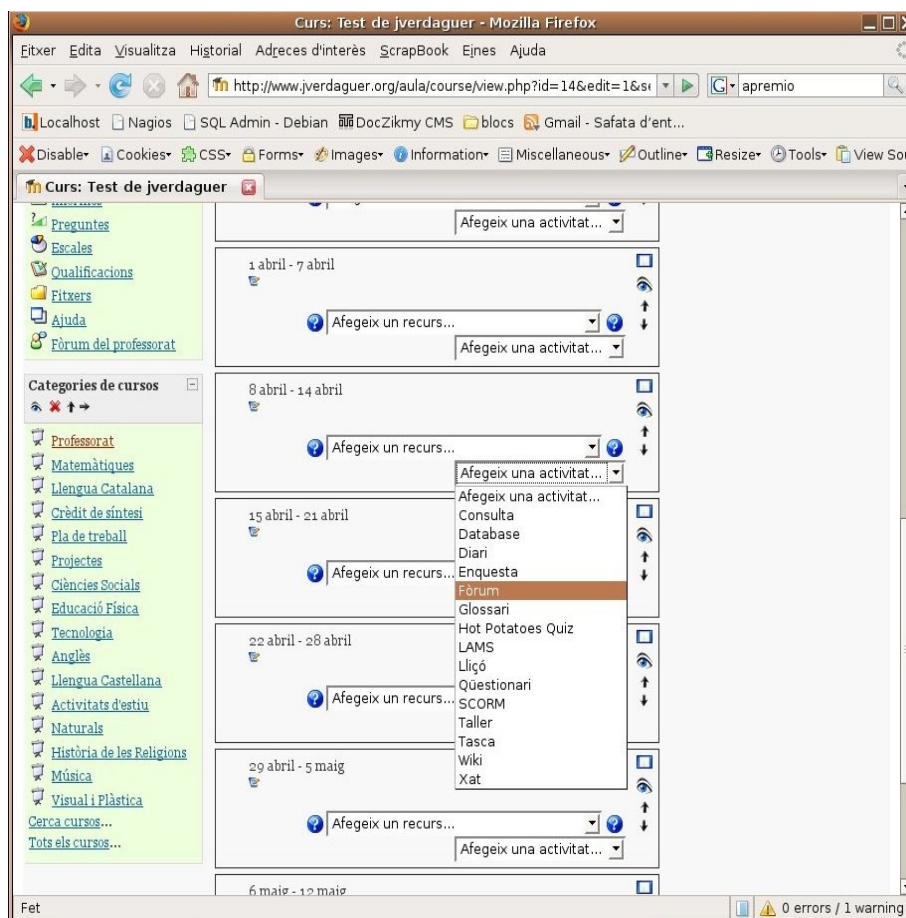 Curs: Test de jverdaguer - Mozilla Firefox
Fitxer Edita Visualitza Historial Adreces d'interès ScrapBook Eines Ajuda
http://www.jverdaguer.org/aula/course/view.php?id=14&edit=1&se G apremio
Localhost Nagios SQL Admin - Debian DocZikmy CMS blocs Gmail - Safata d'ent...
Disable Cookies CSS Forms Images Information Miscellaneous Outline Resize Tools View Sou
Curs: Test de jverdaguer
Informes
Preguntes
Escales
Qualificacions
Fitxers
Ajuda
Fòrum del professorat
Categories de cursos
Professorat
Matemàtiques
Llengua Catalana
Crèdit de síntesi
Pla de treball
Projectes
Ciències Socials
Educació Física
Tecnologia
Anglès
Llengua Castellana
Activitats d'estiu
Naturals
Història de les Religions
Música
Visual i Plàstica
Cerca cursos...
Tots els cursos...
Afegeix una activitat...
1 abril - 7 abril
Afegeix un recurs...
Afegeix una activitat...
8 abril - 14 abril
Afegeix un recurs...
Afegeix una activitat...
Afegeix una activitat...
Consulta
Database
Diari
Enquesta
Fòrum
Glossari
Hot Potatoes Quiz
LAMS
Lliçó
Qüestionari
SCORM
Taller
Tasca
Wiki
Xat
15 abril - 21 abril
Afegeix un recurs...
22 abril - 28 abril
Afegeix un recurs...
29 abril - 5 maig
Afegeix un recurs...
Afegeix una activitat...
6 maig - 12 maig
Fet
0 errors / 1 warning